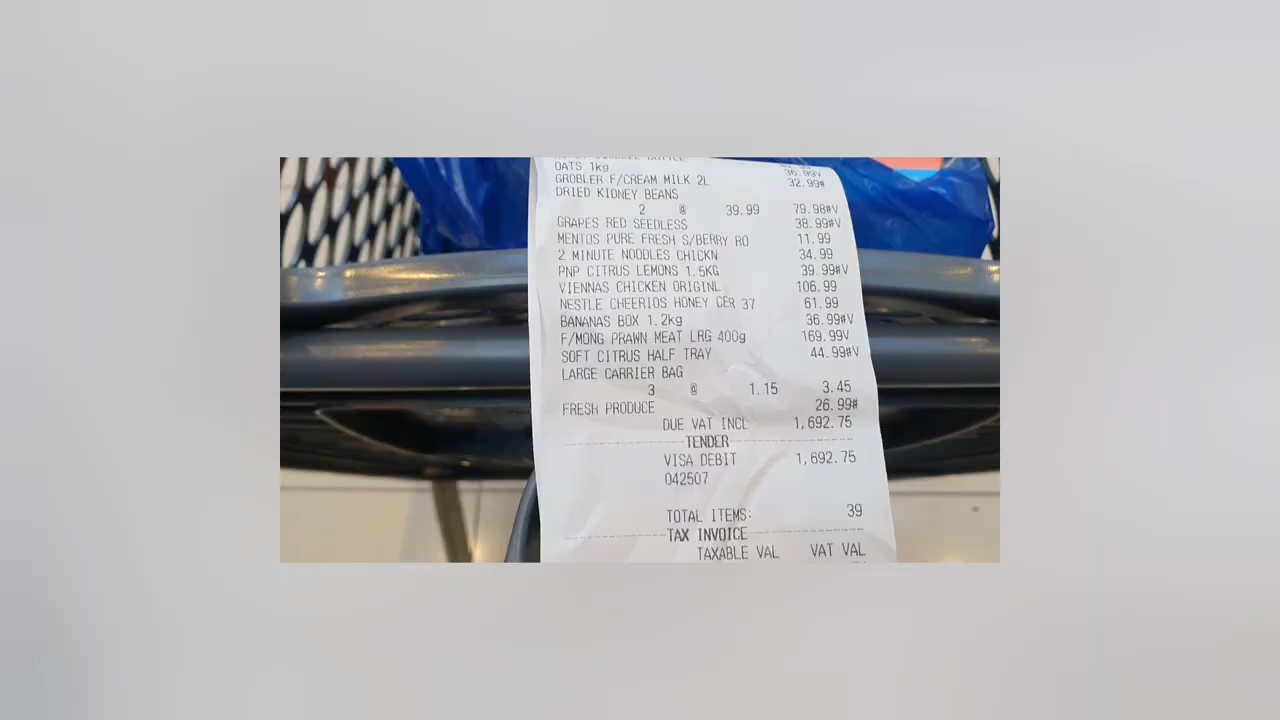 OATS 1kg 36.99V
GROBLER F/CREAM MILK 2L 32.99#
DRIED KIDNEY BEANS
2 @ 39.99 79.98#V
GRAPES RED SEEDLESS 38.99#V
MENTOS PURE FRESH S/BERRY RO 11.99
2 MINUTE NOODLES CHICKN 34.99
PNP CITRUS LEMONS 1.5KG 39.99#V
VIENNAS CHICKEN ORIGINL 106.99
NESTLE CHEERIOS HONEY CER 37 61.99
BANANAS BOX 1.2kg 36.99#V
F/MONG PRAWN MEAT LRG 400g 169.99V
SOFT CITRUS HALF TRAY 44.99#V
LARGE CARRIER BAG
3 @ 1.15 3.45
FRESH PRODUCE 26.99#
DUE VAT INCL 1,692.75
TENDER
VISA DEBIT 1,692.75
042507
TOTAL ITEMS: 39
TAX INVOICE
TAXABLE VAL VAT VAL